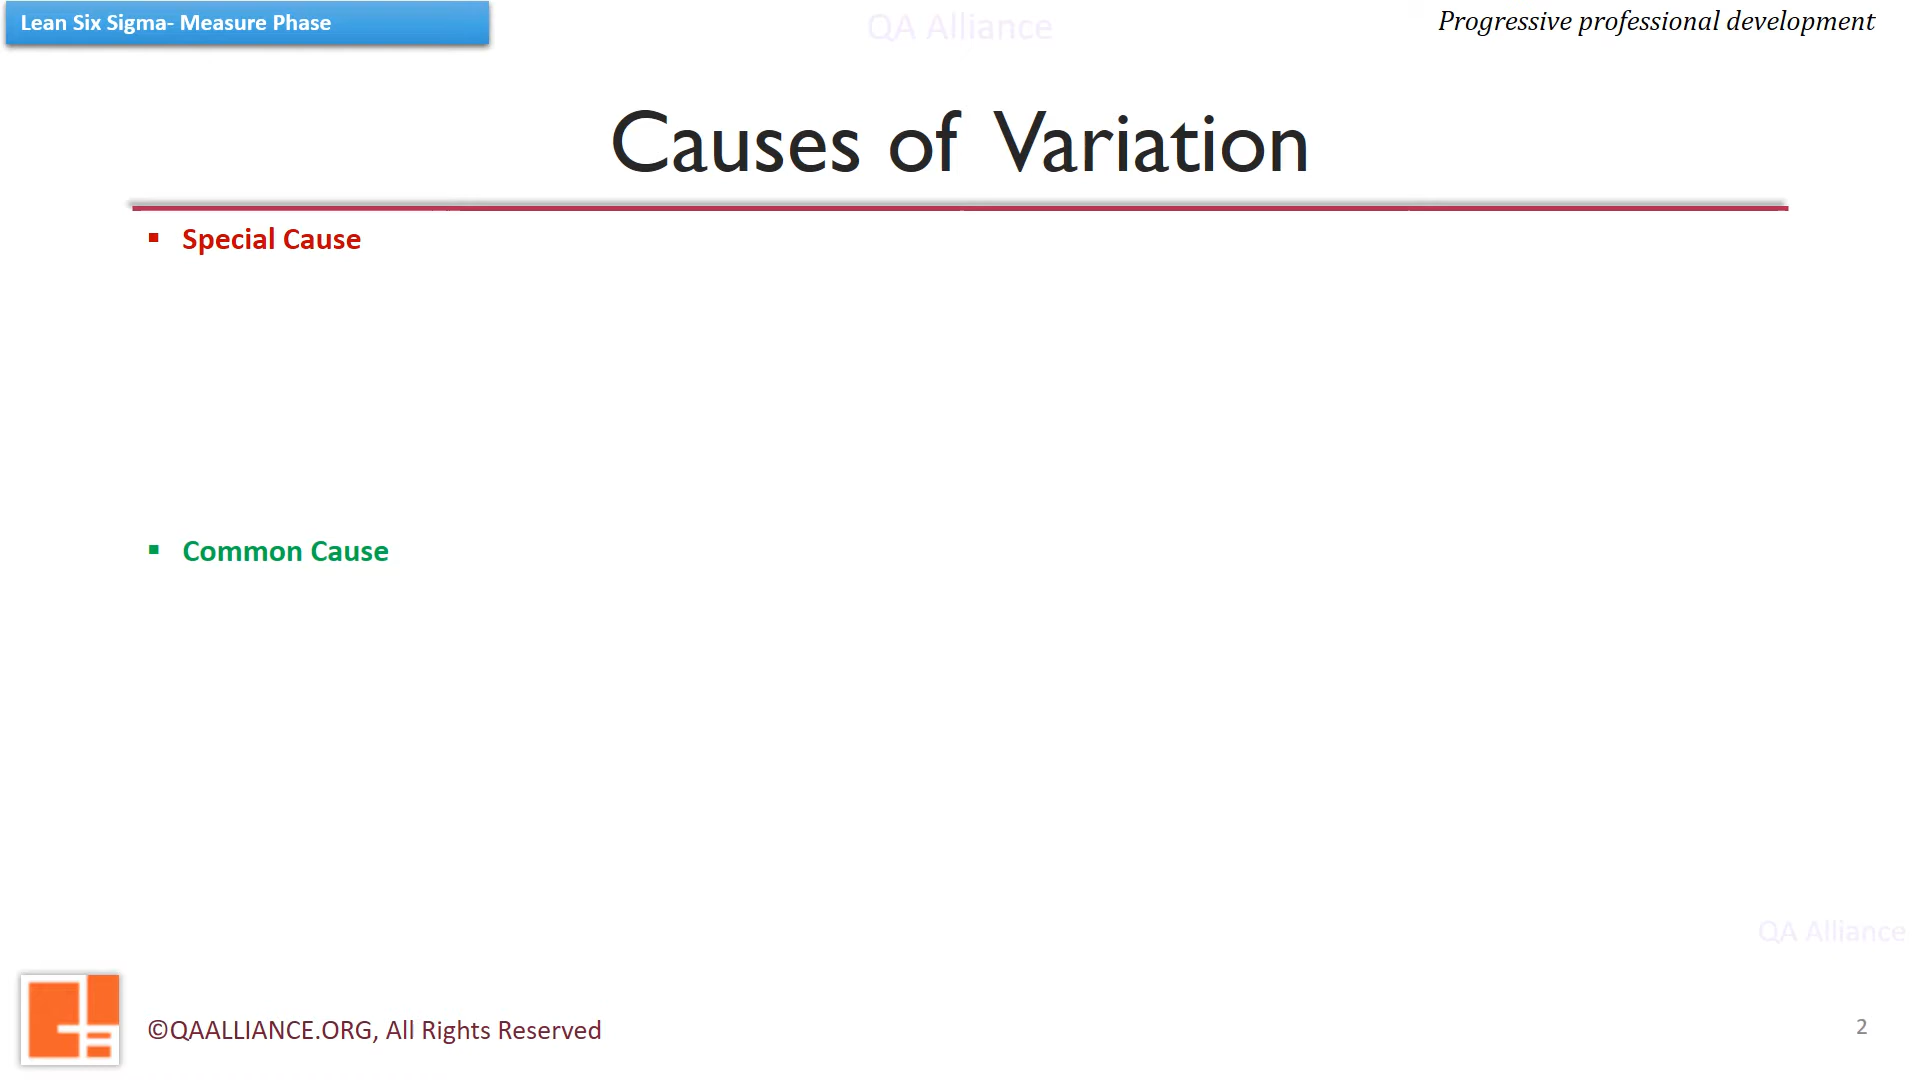 Lean Six Sigma- Measure Phase
QA Alliance
Progressive professional development
Causes of Variation
▪ Special Cause
▪ Common Cause
QA Alliance
©QAALLIANCE.ORG, All Rights Reserved
2